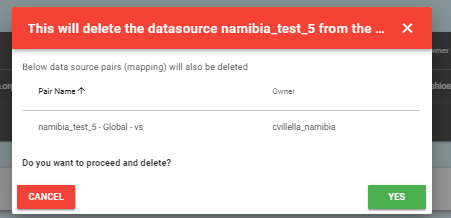 This will delete the datasource namibia_test_5 from the ...
Below data source pairs (mapping) will also be deleted
Pair Name Owner
namibia_test_5 - Global - vs cvillella_namibia
Do you want to proceed and delete?
CANCEL YES